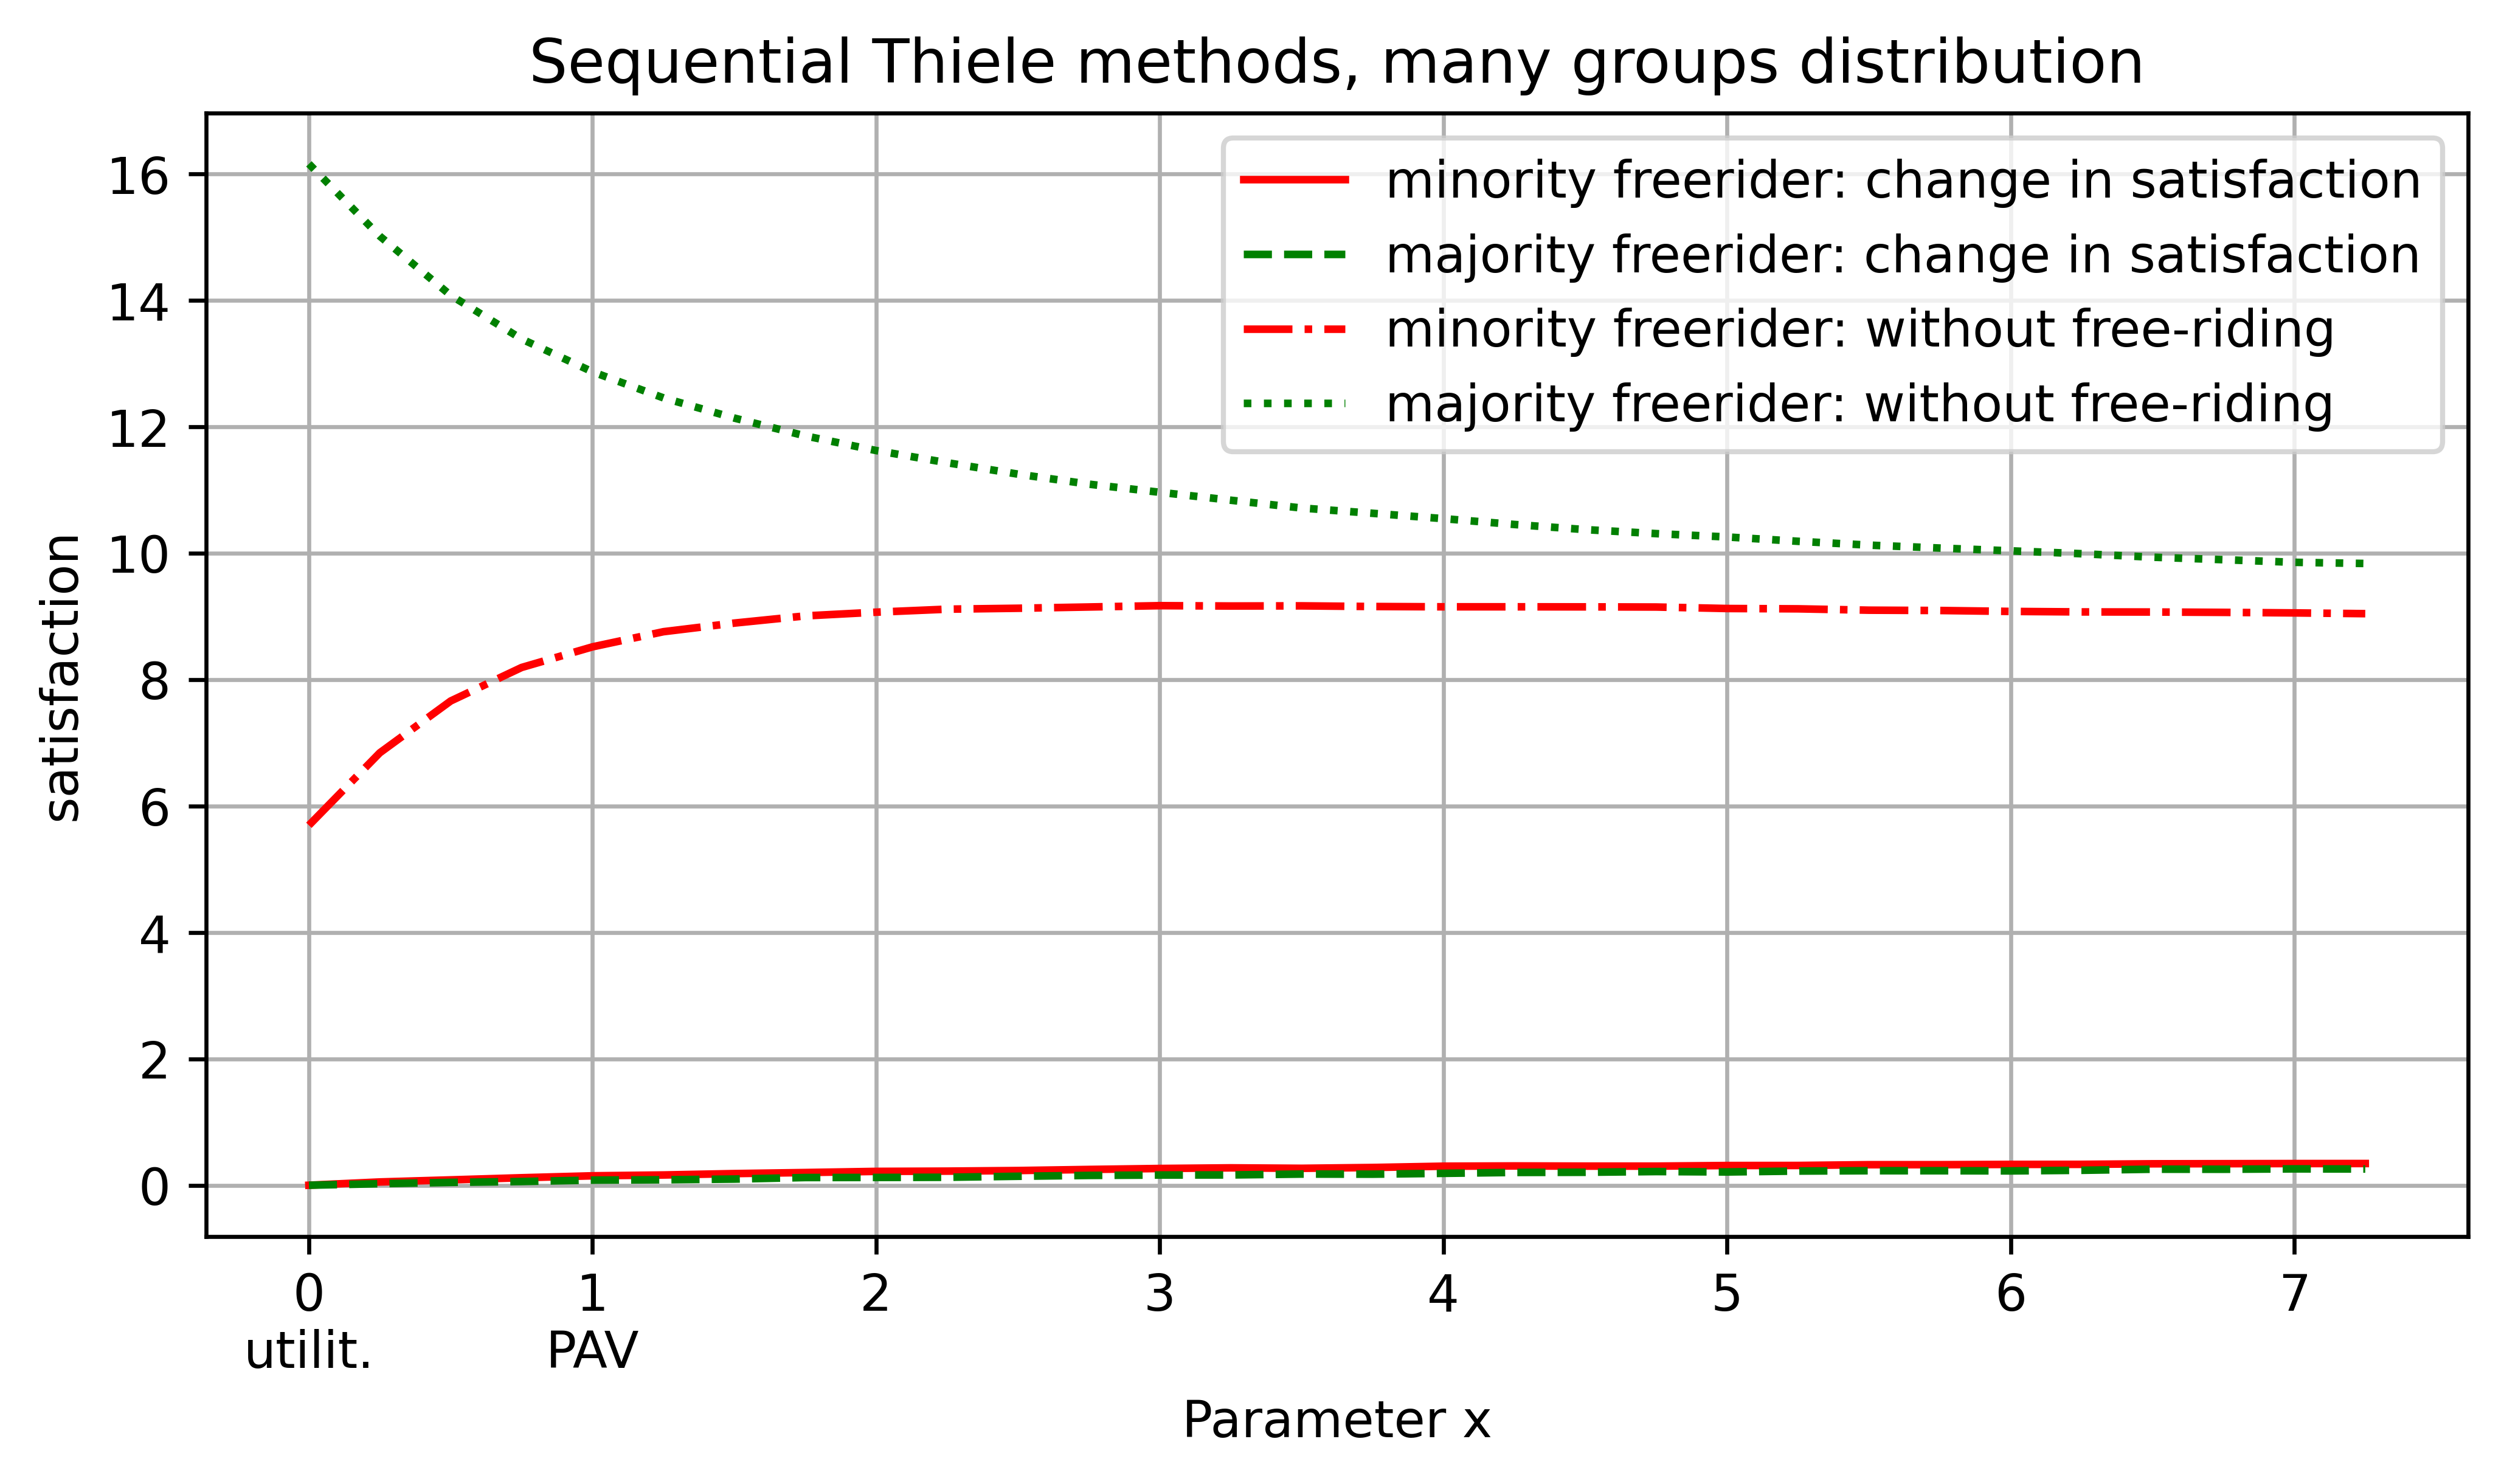 Sequential Thiele methods, many groups distribution
minority freerider: change in satisfaction
majority freerider: change in satisfaction
minority freerider: without free-riding
majority freerider: without free-riding
satisfaction
16
14
12
10
8
6
4
2
0
0 1 2 3 4 5 6 7
utilit. PAV
Parameter x